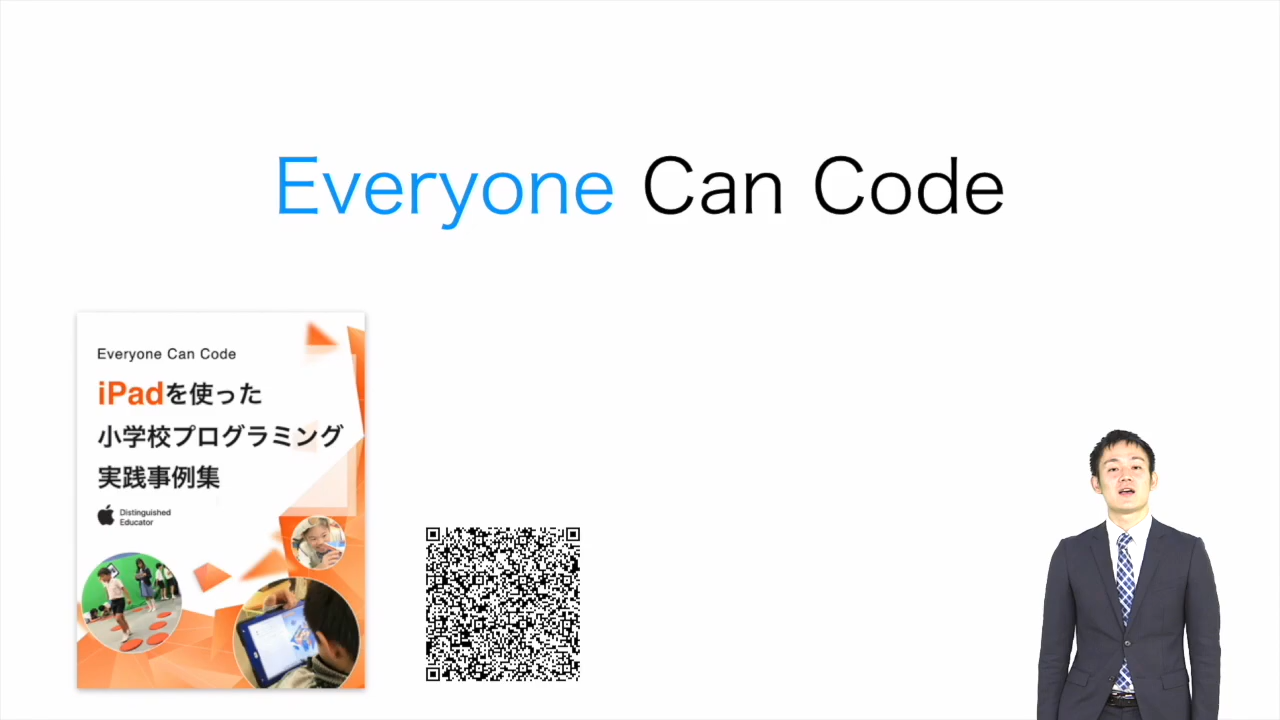 Everyone Can Code
Everyone Can Code
iPadを使った
小学校プログラミング
実践事例集
Distinguished
Educator